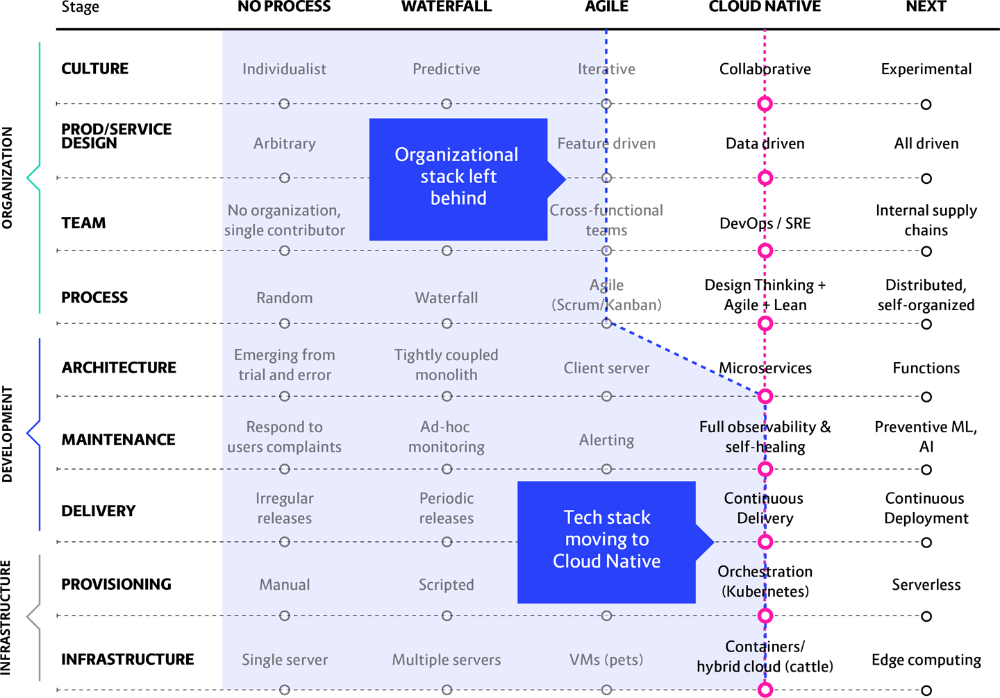 Stage NO PROCESS WATERFALL AGILE CLOUD NATIVE NEXT
ORGANIZATION
CULTURE Individualist Predictive Iterative Collaborative Experimental
PROD/SERVICE
DESIGN Arbitrary Feature driven Data driven All driven
Organizational
stack left
behind
TEAM No organization,
single contributor
Cross-functional
teams
DevOps / SRE
Internal supply
chains
PROCESS Random Waterfall
Agile
(Scrum/Kanban)
Design Thinking +
Agile + Lean
Distributed,
self-organized
DEVELOPMENT
ARCHITECTURE
Emerging from
trial and error
Tightly coupled
monolith
Client server Microservices Functions
MAINTENANCE
Respond to
users complaints
Ad-hoc
monitoring
Alerting
Full observability &
self-healing
Preventive ML,
AI
DELIVERY
Irregular
releases
Periodic
releases
Tech stack
moving to
Cloud Native
Continuous
Delivery
Continuous
Deployment
INFRASTRUCTURE
PROVISIONING Manual Scripted
Orchestration
(Kubernetes)
Serverless
INFRASTRUCTURE Single server Multiple servers VMs (pets)
Containers/
hybrid cloud (cattle)
Edge computing